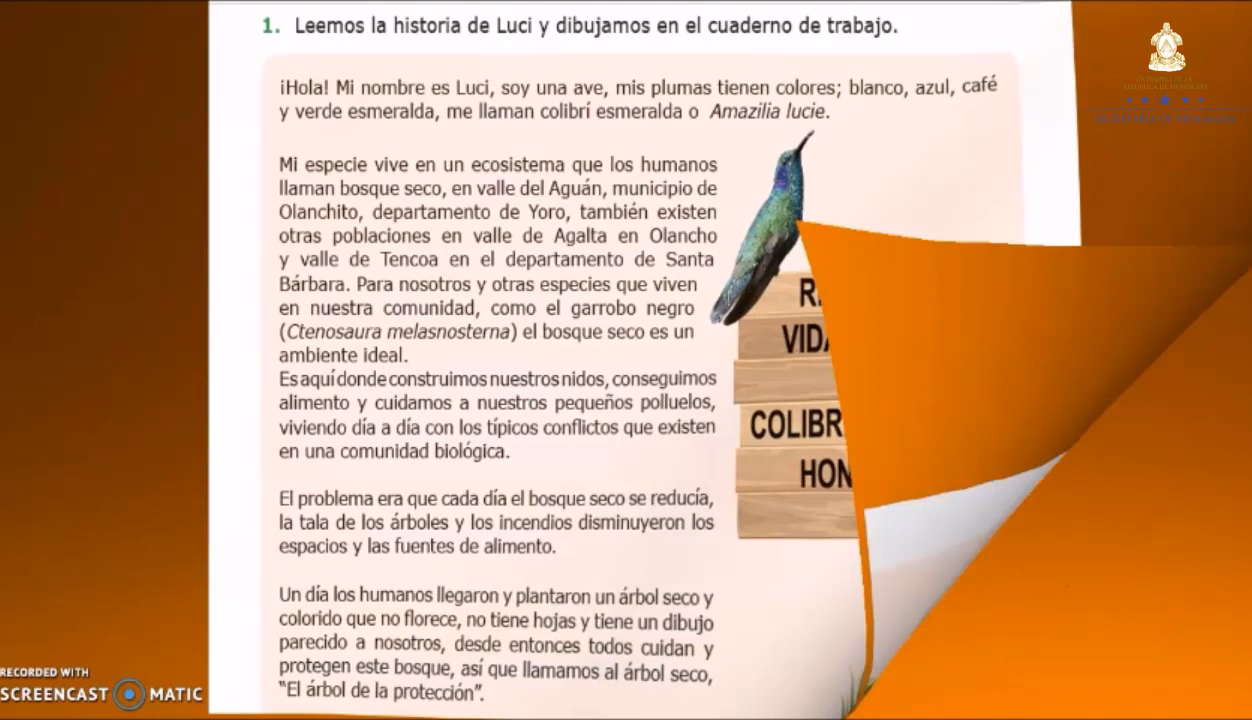 1. Leemos la historia de Luci y dibujamos en el cuaderno de trabajo.
¡Hola! Mi nombre es Luci, soy una ave, mis plumas tienen colores; blanco, azul, café
y verde esmeralda, me llaman colibrí esmeralda o Amazilia lucie.
Mi especie vive en un ecosistema que los humanos
llaman bosque seco, en valle del Aguán, municipio de
Olanchito, departamento de Yoro, también existen
otras poblaciones en valle de Agalta en Olancho
y valle de Tencoa en el departamento de Santa
Bárbara. Para nosotros y otras especies que viven
en nuestra comunidad, como el garrobo negro
(Ctenosaura melasnosterna) el bosque seco es un
ambiente ideal.
Es aquí donde construimos nuestros nidos, conseguimos
alimento y cuidamos a nuestros pequeños polluelos,
viviendo día a día con los típicos conflictos que existen
en una comunidad biológica.
El problema era que cada día el bosque seco se reducía,
la tala de los árboles y los incendios disminuyeron los
espacios y las fuentes de alimento.
Un día los humanos llegaron y plantaron un árbol seco y
colorido que no florece, no tiene hojas y tiene un dibujo
parecido a nosotros, desde entonces todos cuidan y
protegen este bosque, así que llamamos al árbol seco,
"El árbol de la protección".
VIDA
COLIBR
HON
RECORDED WITH
SCREENCAST MATIC